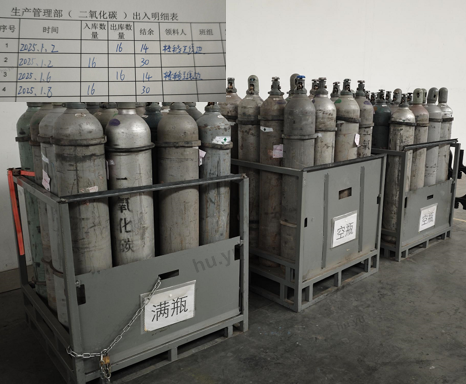 生产管理部（二氧化碳）出入明细表
序号 时间 入库数量 出库数量 结余 领料人 班组
1 2025.1.2 16 14
2 2025.1.2 16 30
3 2025.1.6 16 14
4 2025.1.8 16 30
二氧化碳
满瓶
空瓶
空瓶
hu.y